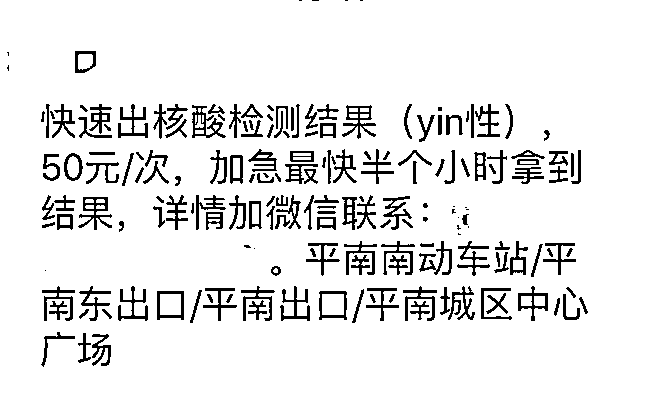 快速出核酸检测结果（yin性），
50元/次，加急最快半个小时拿到
结果，详情加微信联系：
。平南南动车站/平
南东出口/平南出口/平南城区中心
广场